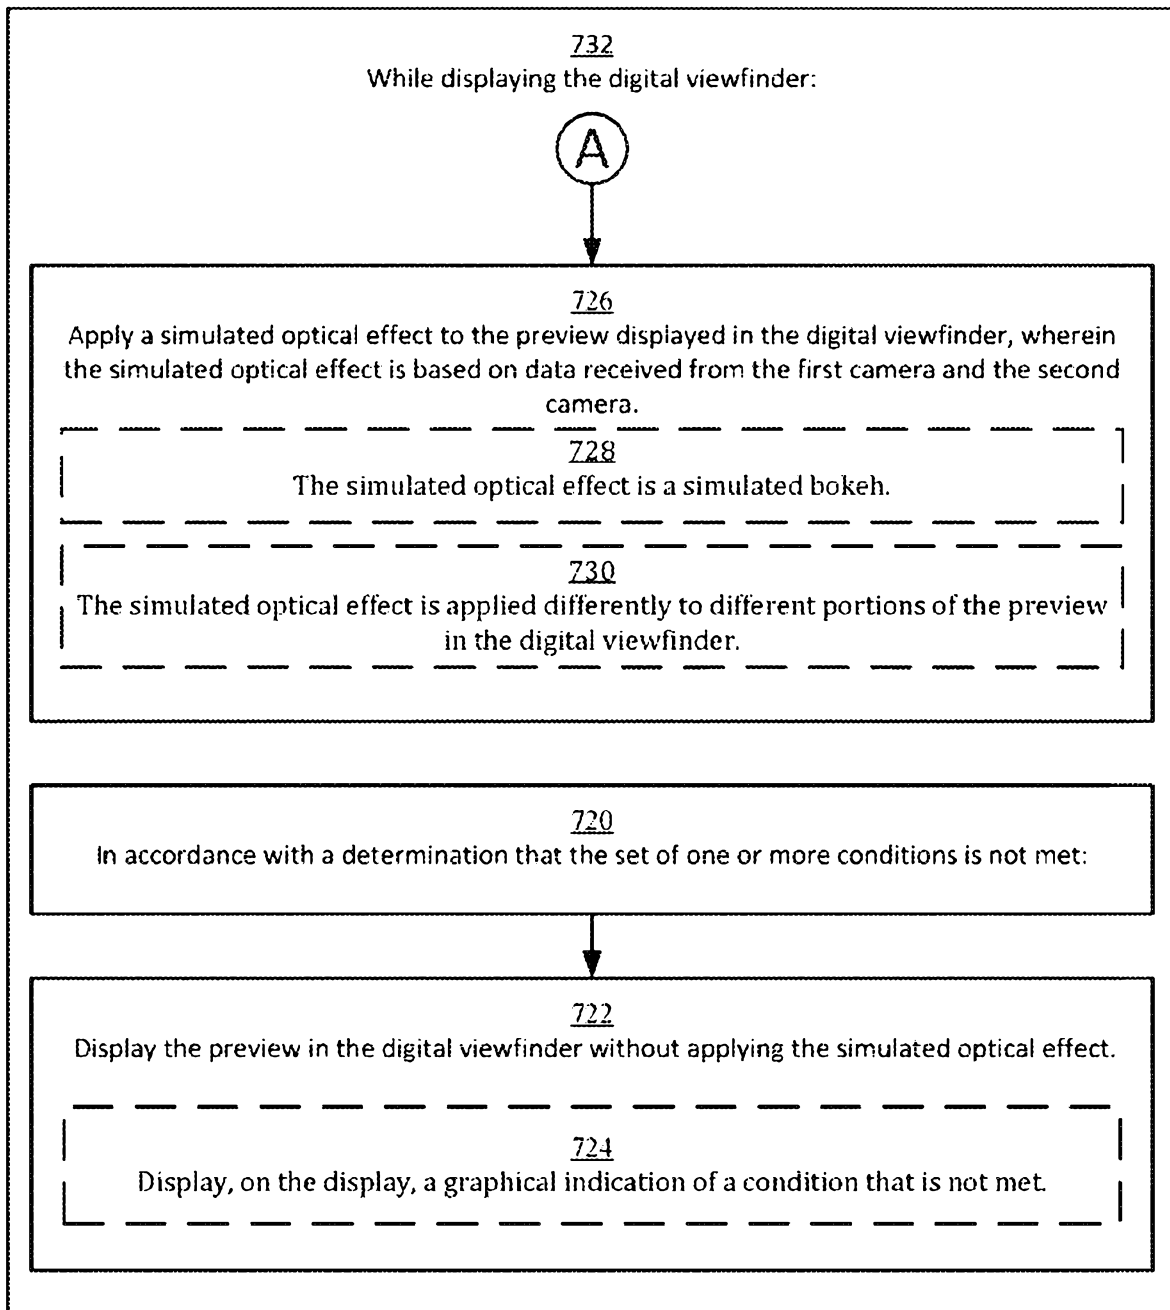 732
While displaying the digital viewfinder:
A
726
Apply a simulated optical effect to the preview displayed in the digital viewfinder, wherein
the simulated optical effect is based on data received from the first camera and the second
camera.
728
The simulated optical effect is a simulated bokeh.
730
The simulated optical effect is applied differently to different portions of the preview
in the digital viewfinder.
720
In accordance with a determination that the set of one or more conditions is not met:
722
Display the preview in the digital viewfinder without applying the simulated optical effect.
724
Display, on the display, a graphical indication of a condition that is not met.